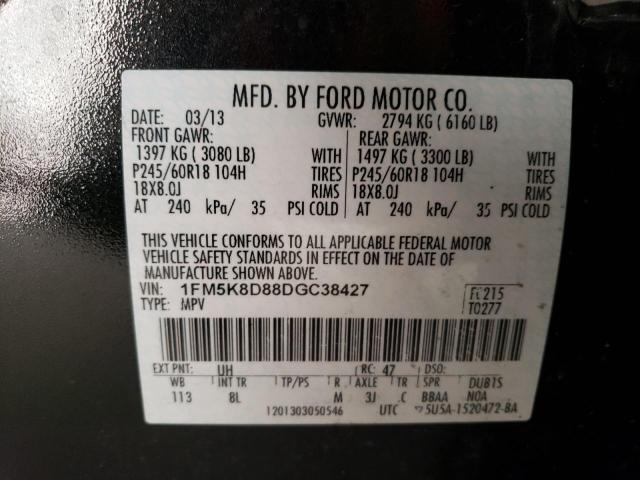 MFD. BY FORD MOTOR CO.
DATE: 03/13 GVWR: 2794 KG ( 6160 LB)
FRONT GAWR: REAR GAWR:
1397 KG ( 3080 LB) WITH 1497 KG ( 3300 LB) WITH
P245/60R18 104H TIRES P245/60R18 104H TIRES
18X8.0J RIMS 18X8.0J RIMS
AT 240 kPa/ 35 PSI COLD AT 240 kPa/ 35 PSI COLD
THIS VEHICLE CONFORMS TO ALL APPLICABLE FEDERAL MOTOR
VEHICLE SAFETY STANDARDS IN EFFECT ON THE DATE OF
MANUFACTURE SHOWN ABOVE.
VIN: 1FM5K8D88DGC38427
TYPE: MPV
215
T0277
EXT PNT: UH RC: 47 DSO:
WB INT TR TP/PS R AXLE TR SPR DUB1S
113 8L M 3J C BBAA N0A
1201303050546 UTC 5U5A-1520472-BA